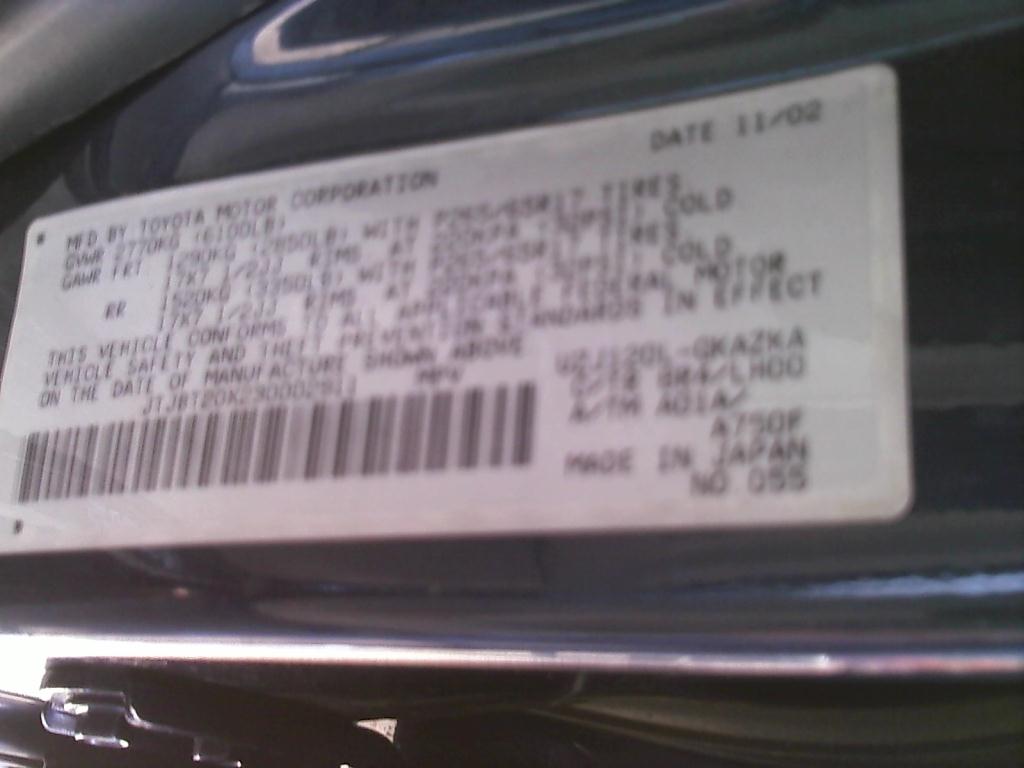 DATE 11/02
MFD BY TOYOTA MOTOR CORPORATION
GVWR 2770KG (6100LB)
GAWR FRT 1290KG (2850LB) WITH P265/65R17 TIRES,
17X7 1/2JJ RIMS, AT 220KPA (32PSI) COLD
RR 1520KG (3350LB) WITH P265/65R17 TIRES,
17X7 1/2JJ RIMS, AT 220KPA (32PSI) COLD
THIS VEHICLE CONFORMS TO ALL APPLICABLE FEDERAL MOTOR
VEHICLE SAFETY AND THEFT PREVENTION STANDARDS IN EFFECT
ON THE DATE OF MANUFACTURE SHOWN ABOVE
MPV
UZJ120L-GKAZKA
C/TR 6R4/LH00
A/TM A01A/
A750F
MADE IN JAPAN
NO 055